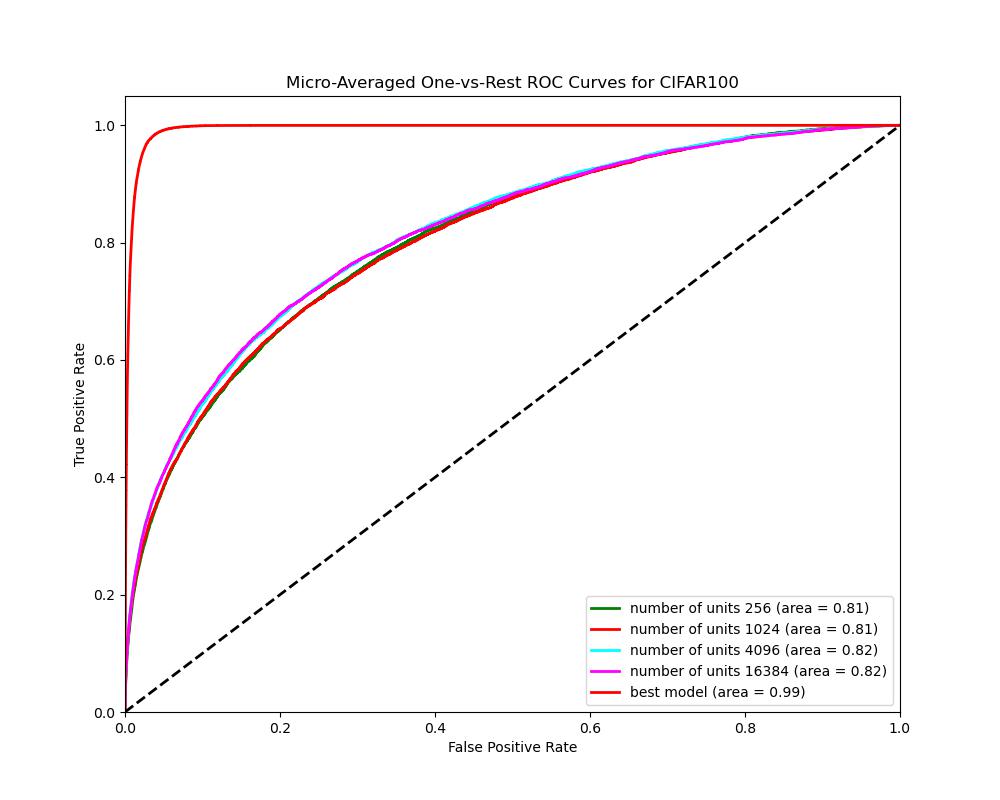 Micro-Averaged One-vs-Rest ROC Curves for CIFAR100
True Positive Rate
1.0
0.8
0.6
0.4
0.2
0.0
0.0 0.2 0.4 0.6 0.8 1.0
False Positive Rate
number of units 256 (area = 0.81)
number of units 1024 (area = 0.81)
number of units 4096 (area = 0.82)
number of units 16384 (area = 0.82)
best model (area = 0.99)